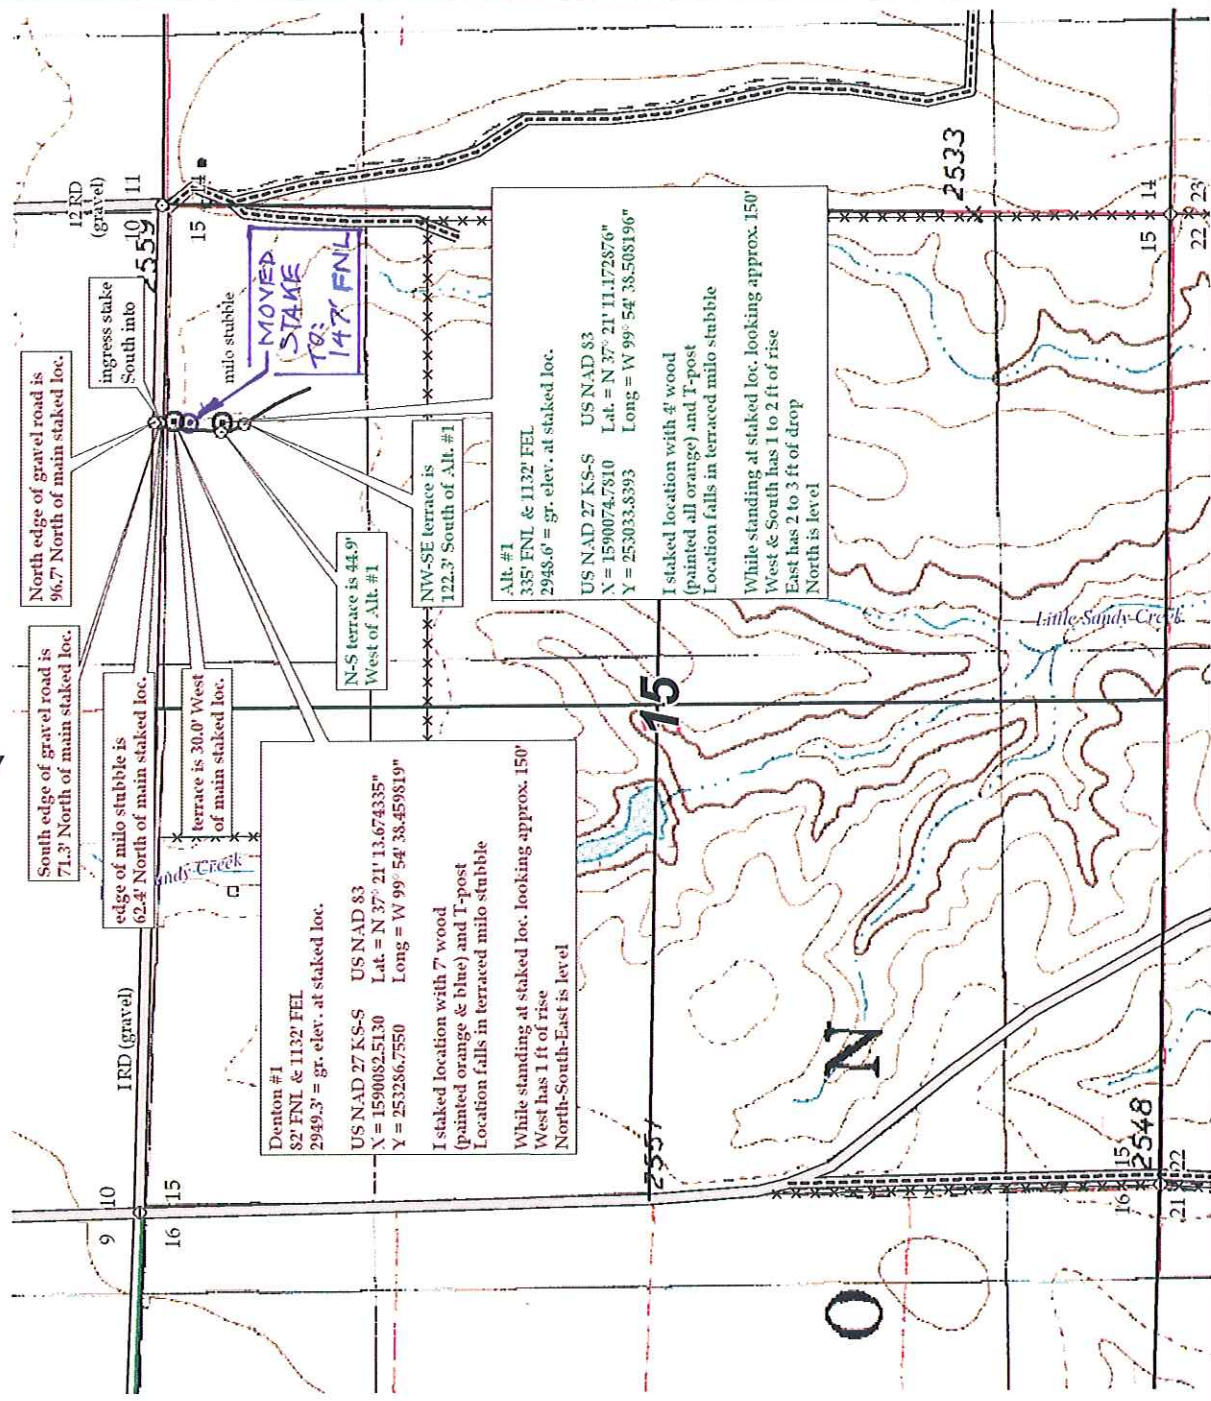 12 RD
(gravel)
10
11
2559
15
14
ingress stake
South into
North edge of gravel road is
96.7' North of main staked loc.
milo stubble
MOVED
STAKE
TO:
147' FNL
South edge of gravel road is
71.3' North of main staked loc.
edge of milo stubble is
62.4' North of main staked loc.
terrace is 30.0' West
of main staked loc.
N-S terrace is 44.9'
West of Alt. #1
NW-SE terrace is
122.3' South of Alt. #1
Alt. #1
335' FNL & 1132' FEL
2948.6' = gr. elev. at staked loc.
US NAD 27 KS-S US NAD 83
X = 1590074.7810 Lat. = N 37° 21' 11.172876"
Y = 253033.8393 Long = W 99° 54' 38.508196"
I staked location with 4' wood
(painted all orange) and T-post
Location falls in terraced milo stubble
While standing at staked loc. looking approx. 150'
West & South has 1 to 2 ft of rise
East has 2 to 3 ft of drop
North is level
2533
15
14
22
23
Little Sandy Creek
15
andy Creek
I RD (gravel)
Denton #1
82' FNL & 1132' FEL
2949.3' = gr. elev. at staked loc.
US NAD 27 KS-S US NAD 83
X = 1590082.5130 Lat. = N 37° 21' 13.674335"
Y = 253286.7550 Long = W 99° 54' 38.459819"
I staked location with 7' wood
(painted orange & blue) and T-post
Location falls in terraced milo stubble
While standing at staked loc. looking approx. 150'
West has 1 ft of rise
North-South-East is level
9
10
16
15
2551
N
O
2548
16
15
21
22